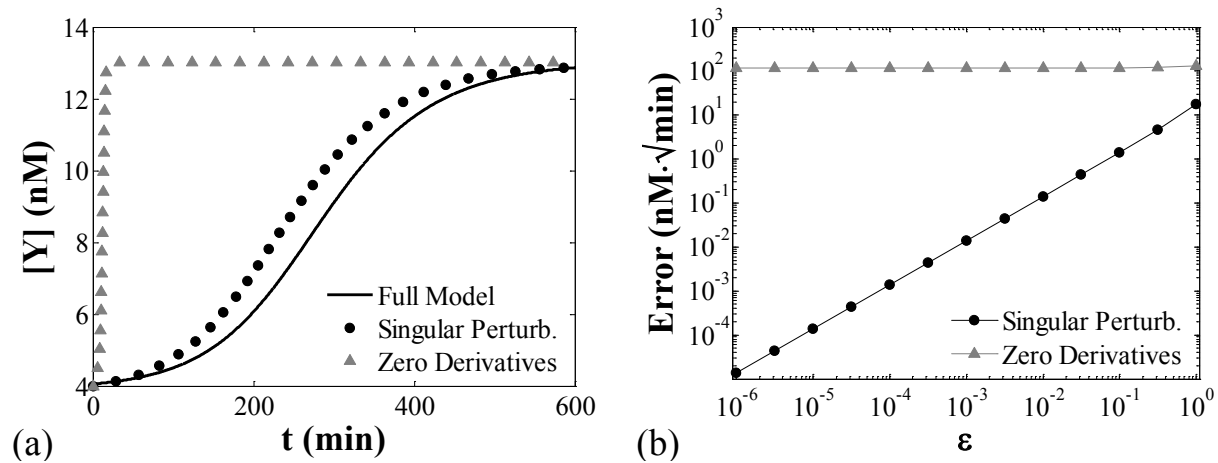 14
12
10
8
6
4
[Y] (nM)
Full Model
Singular Perturb.
Zero Derivatives
0 200 400 600
t (min)
(a)
10^3
10^2
10^1
10^0
10^-1
10^-2
10^-3
10^-4
Error (nM·√min)
Singular Perturb.
Zero Derivatives
10^-6 10^-5 10^-4 10^-3 10^-2 10^-1 10^0
ε
(b)